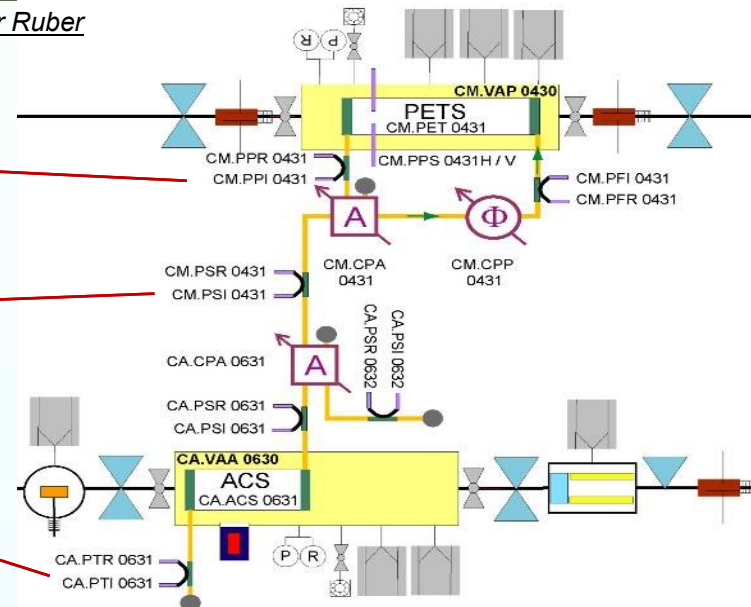 r Ruber
R P
CM.VAP 0430
PETS
CM.PET 0431
CM.PPR 0431
CM.PPI 0431
CM.PPS 0431H / V
CM.PFI 0431
CM.PFR 0431
A
Φ
CM.CPA
0431
CM.CPP
0431
CM.PSR 0431
CM.PSI 0431
CA.CPA 0631
A
CA.PSR 0632
CA.PSI 0632
CA.PSR 0631
CA.PSI 0631
CA.VAA 0630
ACS
CA.ACS 0631
P R
CA.PTR 0631
CA.PTI 0631